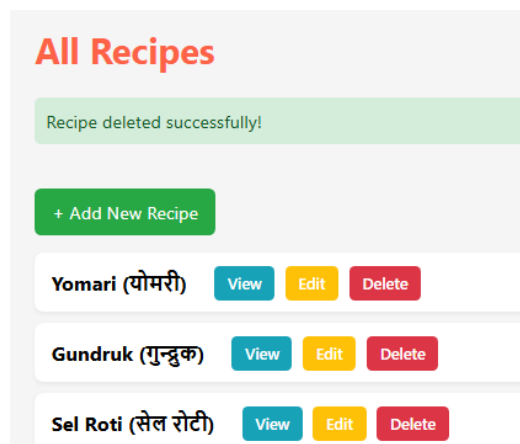 All Recipes
Recipe deleted successfully!
+ Add New Recipe
Yomari (योमरी) View Edit Delete
Gundruk (गुन्द्रुक) View Edit Delete
Sel Roti (सेल रोटी) View Edit Delete